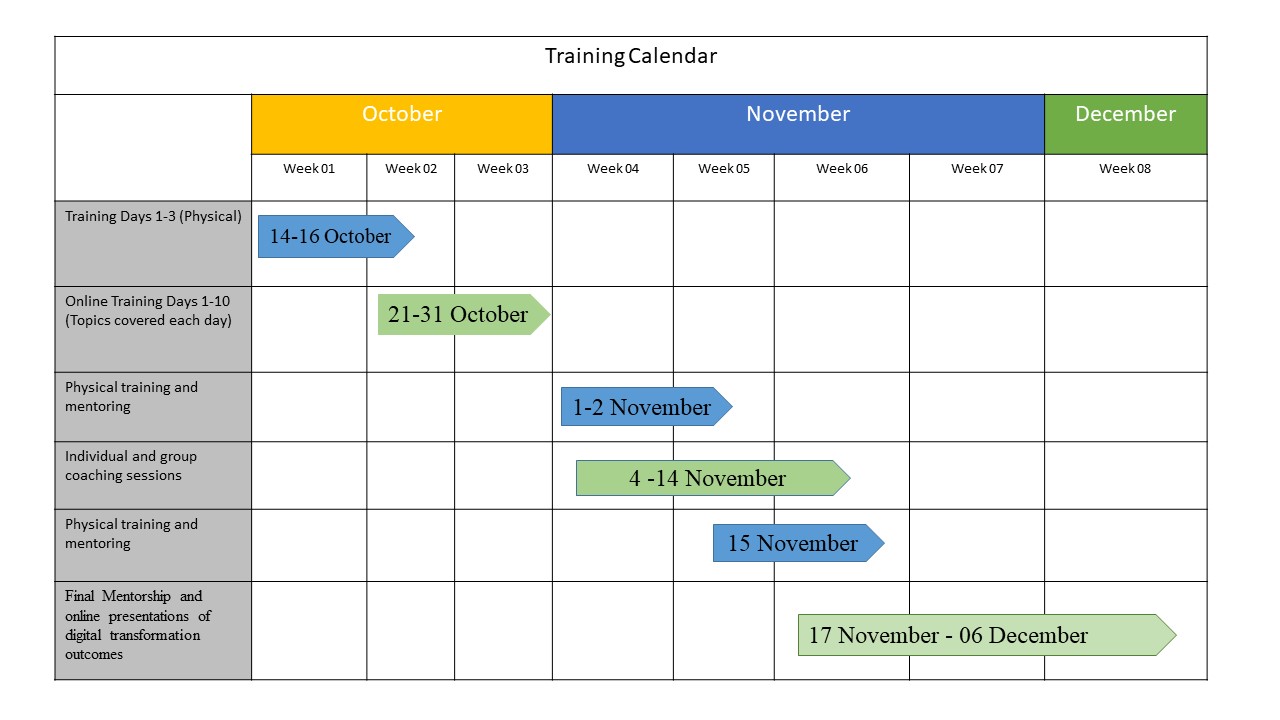 Training Calendar
October November December
Week 01 Week 02 Week 03 Week 04 Week 05 Week 06 Week 07 Week 08
Training Days 1-3 (Physical)
14-16 October
Online Training Days 1-10
(Topics covered each day)
21-31 October
Physical training and
mentoring
1-2 November
Individual and group
coaching sessions
4 -14 November
Physical training and
mentoring
15 November
Final Mentorship and
online presentations of
digital transformation
outcomes
17 November - 06 December